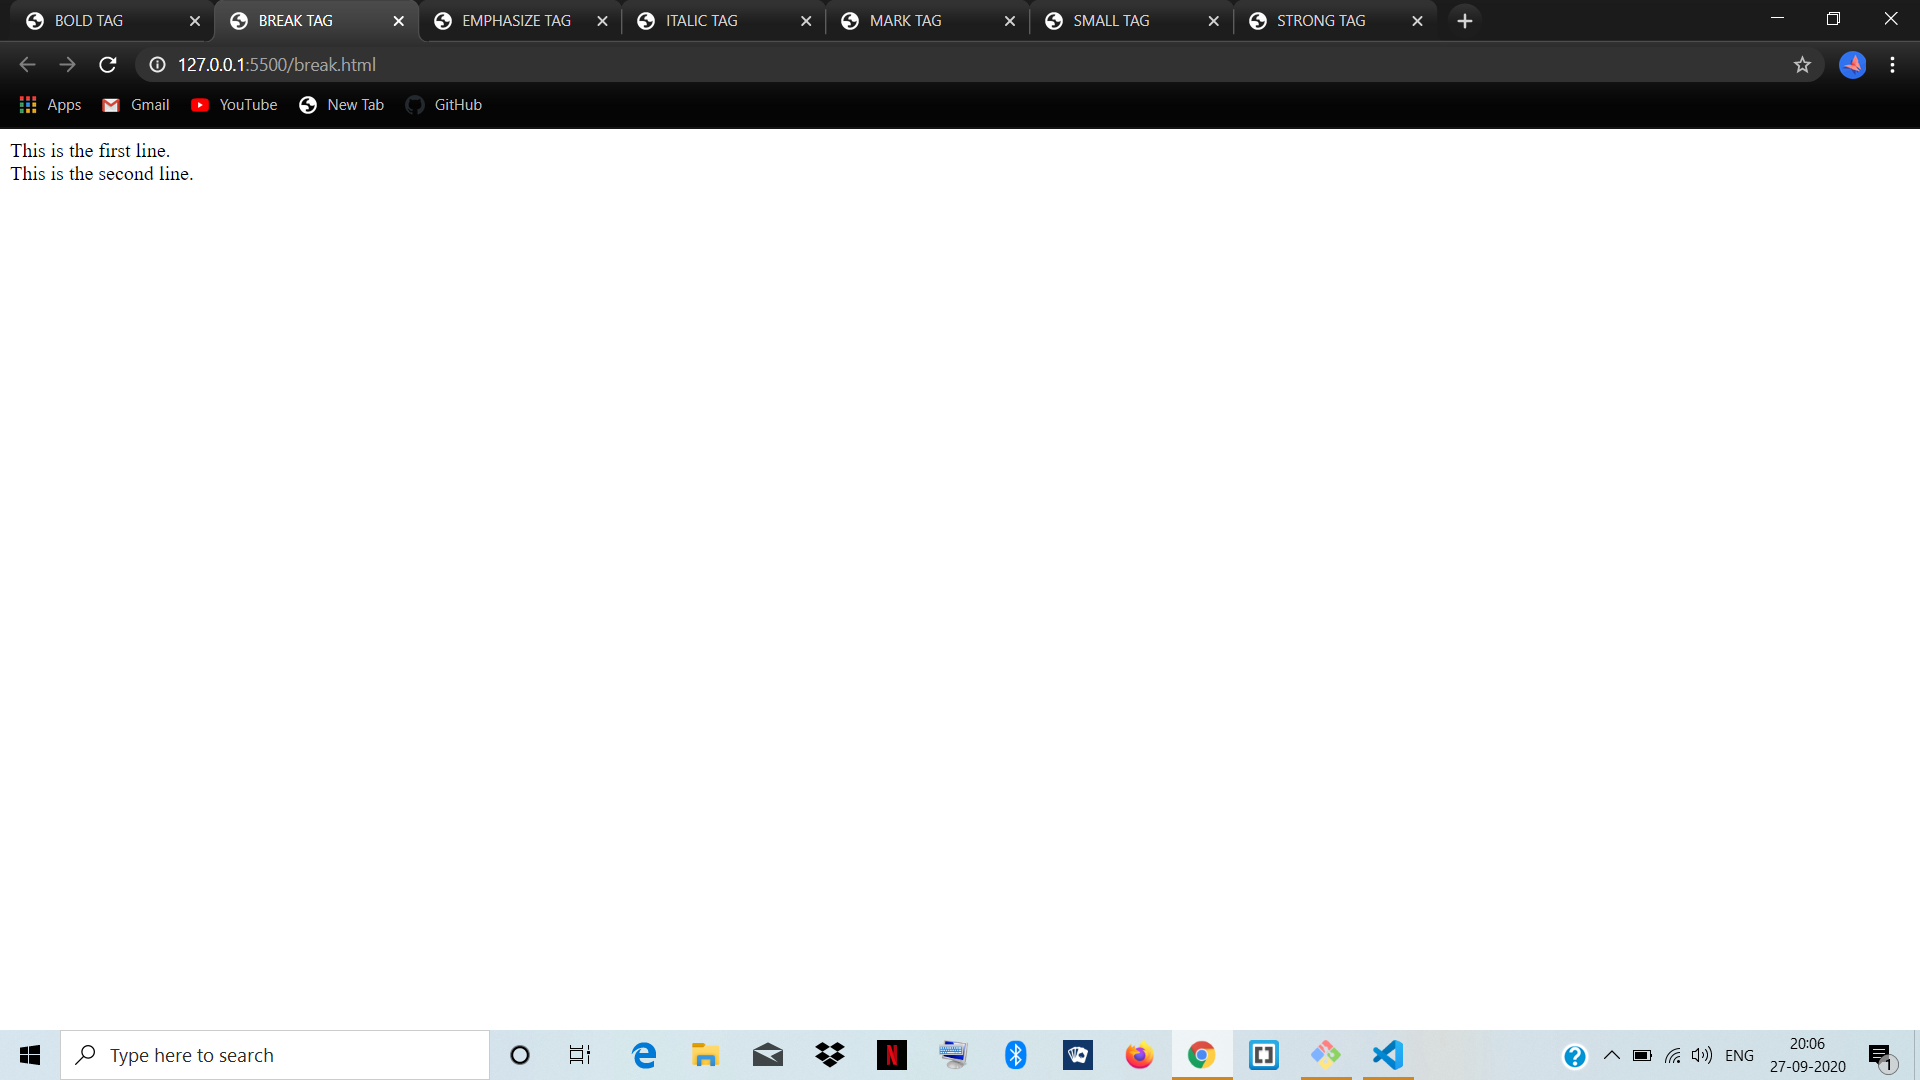 BOLD TAG
BREAK TAG
EMPHASIZE TAG
ITALIC TAG
MARK TAG
SMALL TAG
STRONG TAG
127.0.0.1:5500/break.html
Apps
Gmail
YouTube
New Tab
GitHub
This is the first line.
This is the second line.
Type here to search
ENG
20:06
27-09-2020
1